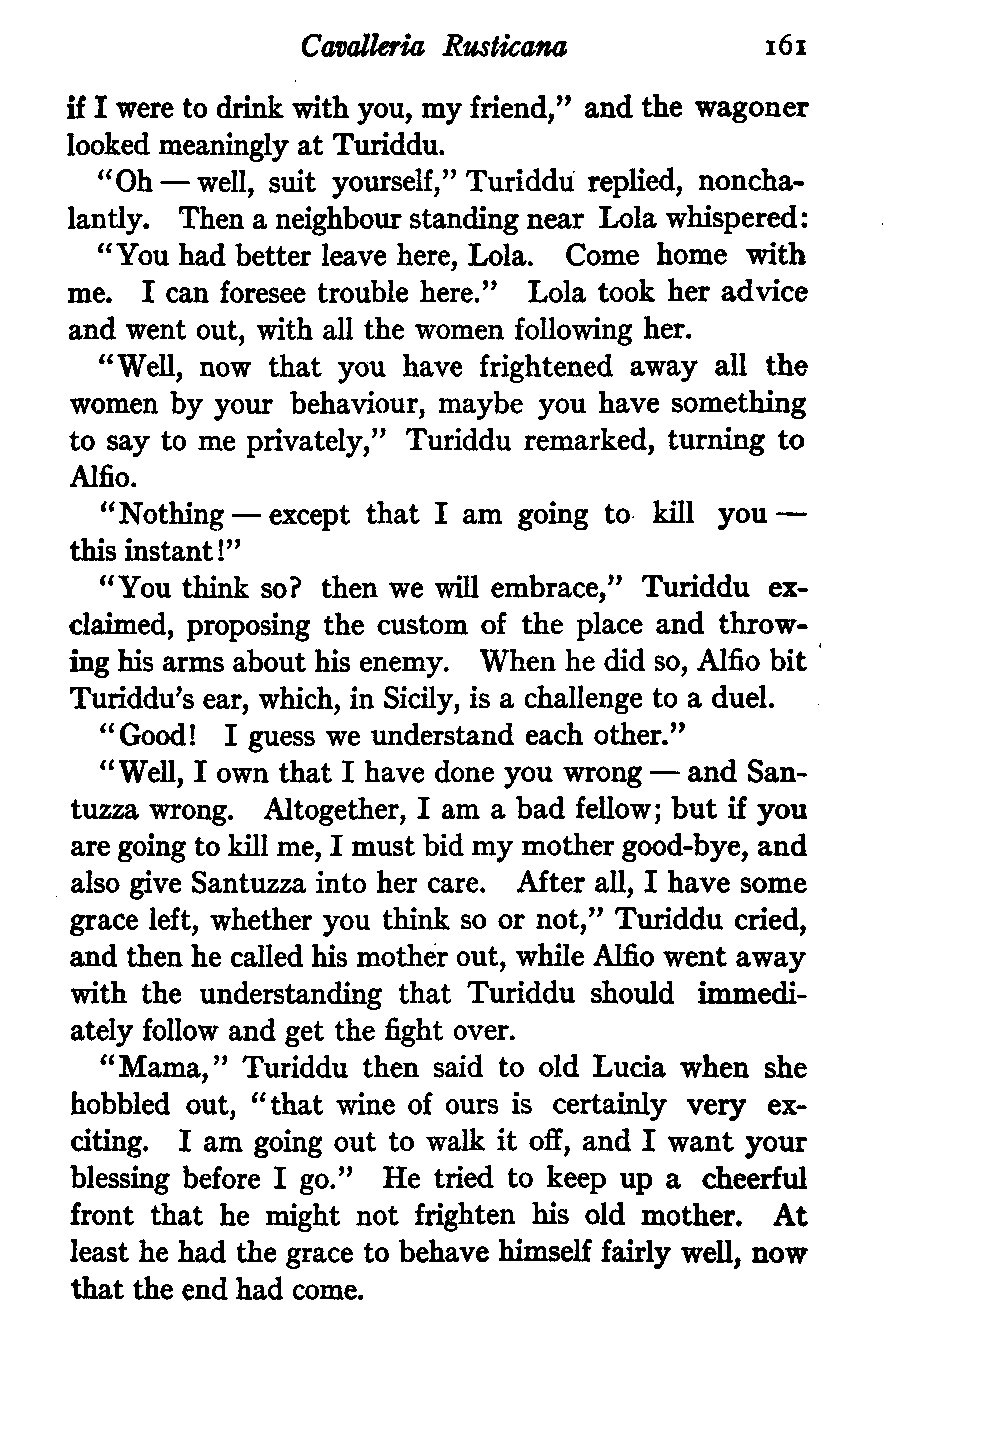 Cavalleria Rusticana 161
if I were to drink with you, my friend,” and the wagoner
looked meaningly at Turiddu.
“Oh — well, suit yourself,” Turiddu replied, noncha-
lantly. Then a neighbour standing near Lola whispered:
“You had better leave here, Lola. Come home with
me. I can foresee trouble here.” Lola took her advice
and went out, with all the women following her.
“Well, now that you have frightened away all the
women by your behaviour, maybe you have something
to say to me privately,” Turiddu remarked, turning to
Alfio.
“Nothing — except that I am going to kill you —
this instant!”
“You think so? then we will embrace,” Turiddu ex-
claimed, proposing the custom of the place and throw-
ing his arms about his enemy. When he did so, Alfio bit
Turiddu’s ear, which, in Sicily, is a challenge to a duel.
“Good! I guess we understand each other.”
“Well, I own that I have done you wrong — and San-
tuzza wrong. Altogether, I am a bad fellow; but if you
are going to kill me, I must bid my mother good-bye, and
also give Santuzza into her care. After all, I have some
grace left, whether you think so or not,” Turiddu cried,
and then he called his mother out, while Alfio went away
with the understanding that Turiddu should immedi-
ately follow and get the fight over.
“Mama,” Turiddu then said to old Lucia when she
hobbled out, “that wine of ours is certainly very ex-
citing. I am going out to walk it off, and I want your
blessing before I go.” He tried to keep up a cheerful
front that he might not frighten his old mother. At
least he had the grace to behave himself fairly well, now
that the end had come.